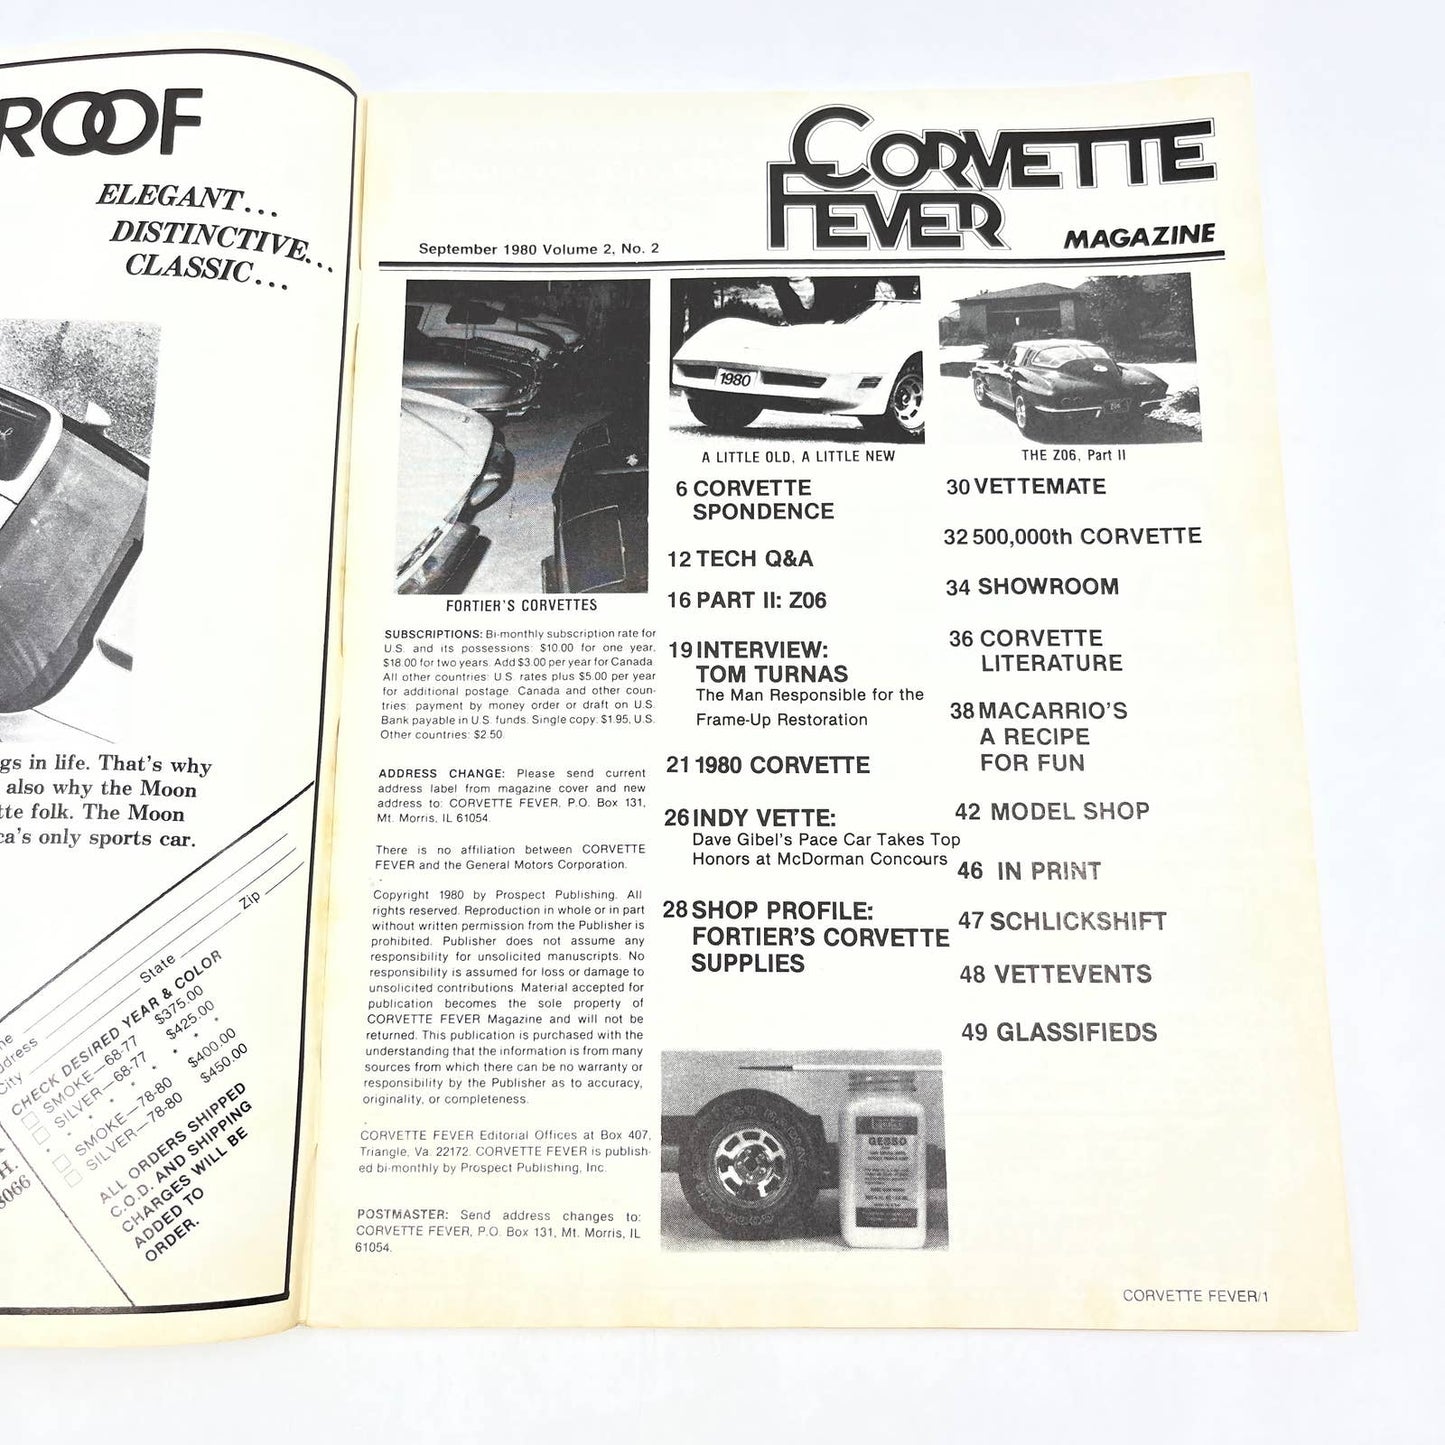 ROOF
ELEGANT...
DISTINCTIVE...
CLASSIC...
gs in life. That's why
also why the Moon
tte folk. The Moon
ca's only sports car.
me
ddress
City
State
Zip
CHECK DESIRED YEAR & COLOR
SMOKE—68-77 $375.00
SILVER—68-77 $425.00
SMOKE—78-80 $400.00
SILVER—78-80 $450.00
ALL ORDERS SHIPPED
C.O.D. AND SHIPPING
CHARGES WILL BE
ADDED TO
ORDER.
H.
8066
CORVETTE
FEVER
MAGAZINE
September 1980 Volume 2, No. 2
FORTIER'S CORVETTES
SUBSCRIPTIONS: Bi-monthly subscription rate for
U.S. and its possessions: $10.00 for one year,
$18.00 for two years. Add $3.00 per year for Canada.
All other countries: U.S. rates plus $5.00 per year
for additional postage. Canada and other coun-
tries: payment by money order or draft on U.S.
Bank payable in U.S. funds. Single copy: $1.95, U.S.
Other countries: $2.50.
ADDRESS CHANGE: Please send current
address label from magazine cover and new
address to: CORVETTE FEVER, P.O. Box 131,
Mt. Morris, IL 61054.
There is no affiliation between CORVETTE
FEVER and the General Motors Corporation.
Copyright 1980 by Prospect Publishing. All
rights reserved. Reproduction in whole or in part
without written permission from the Publisher is
prohibited. Publisher does not assume any
responsibility for unsolicited manuscripts. No
responsibility is assumed for loss or damage to
unsolicited contributions. Material accepted for
publication becomes the sole property of
CORVETTE FEVER Magazine and will not be
returned. This publication is purchased with the
understanding that the information is from many
sources from which there can be no warranty or
responsibility by the Publisher as to accuracy,
originality, or completeness.
CORVETTE FEVER Editorial Offices at Box 407,
Triangle, Va. 22172. CORVETTE FEVER is publish-
ed bi-monthly by Prospect Publishing, Inc.
POSTMASTER: Send address changes to:
CORVETTE FEVER, P.O. Box 131, Mt. Morris, IL
61054.
1980
A LITTLE OLD, A LITTLE NEW
6 CORVETTE
SPONDENCE
12 TECH Q&A
16 PART II: Z06
19 INTERVIEW:
TOM TURNAS
The Man Responsible for the
Frame-Up Restoration
21 1980 CORVETTE
26 INDY VETTE:
Dave Gibel's Pace Car Takes Top
Honors at McDorman Concours
28 SHOP PROFILE:
FORTIER'S CORVETTE
SUPPLIES
GESSO
Z06
THE Z06, Part II
30 VETTEMATE
32 500,000th CORVETTE
34 SHOWROOM
36 CORVETTE
LITERATURE
38 MACARRIO'S
A RECIPE
FOR FUN
42 MODEL SHOP
46 IN PRINT
47 SCHLICKSHIFT
48 VETTEVENTS
49 GLASSIFIEDS
CORVETTE FEVER/1